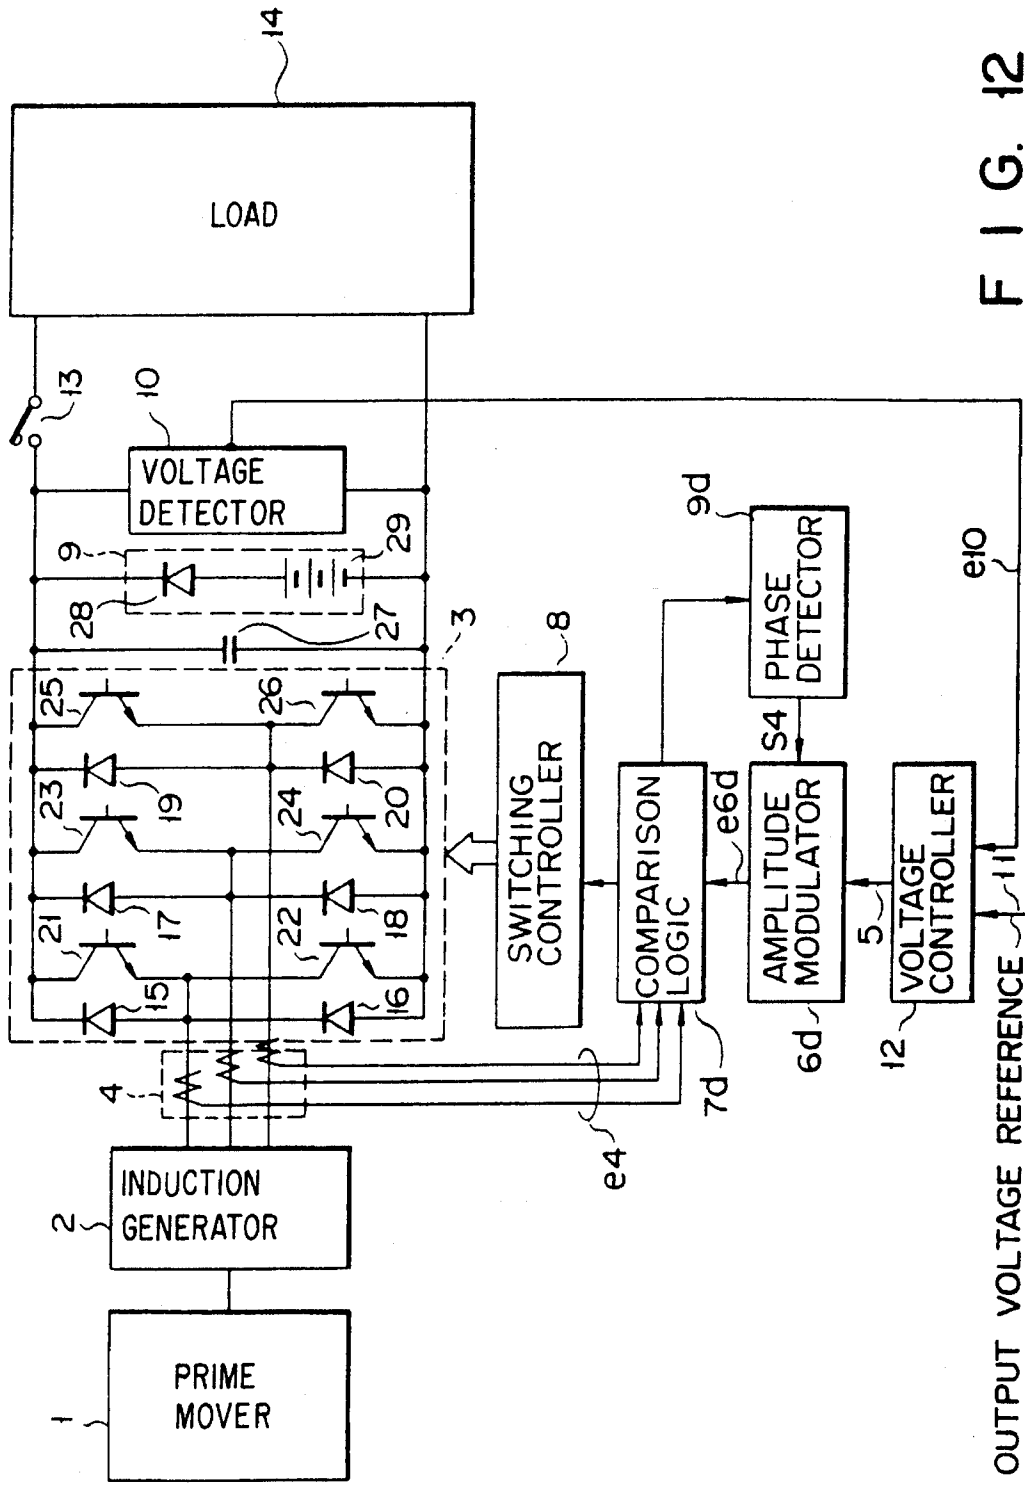 1
PRIME
MOVER
2
INDUCTION
GENERATOR
4
e4
15
16
21
22
17
18
23
24
19
20
25
26
3
27
28
9
29
VOLTAGE
DETECTOR
10
13
LOAD
14
SWITCHING
CONTROLLER
8
COMPARISON
LOGIC
7d
e6d
AMPLITUDE
MODULATOR
6d
S4
PHASE
DETECTOR
9d
5
VOLTAGE
CONTROLLER
12
e10
OUTPUT VOLTAGE REFERENCE 11
FIG. 12